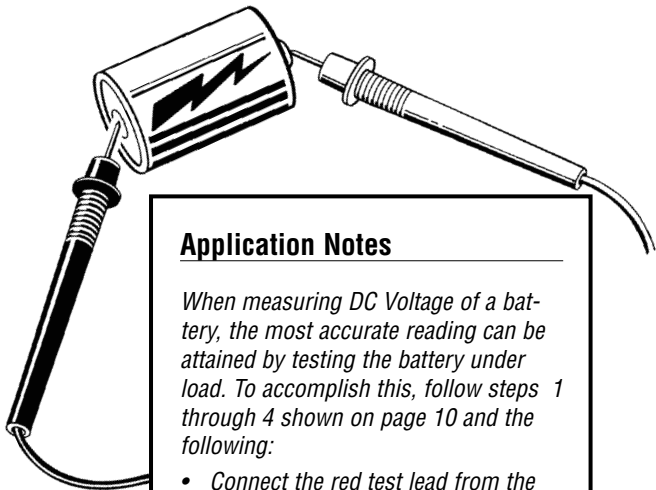 Application Notes
When measuring DC Voltage of a bat-
tery, the most accurate reading can be
attained by testing the battery under
load. To accomplish this, follow steps 1
through 4 shown on page 10 and the
following:
• Connect the red test lead from the